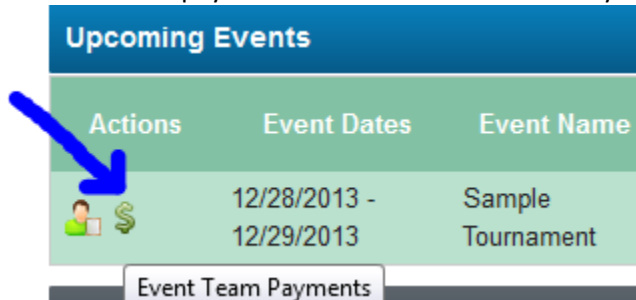 Upcoming Events
Actions Event Dates Event Name
$ 12/28/2013 - Sample
12/29/2013 Tournament
Event Team Payments